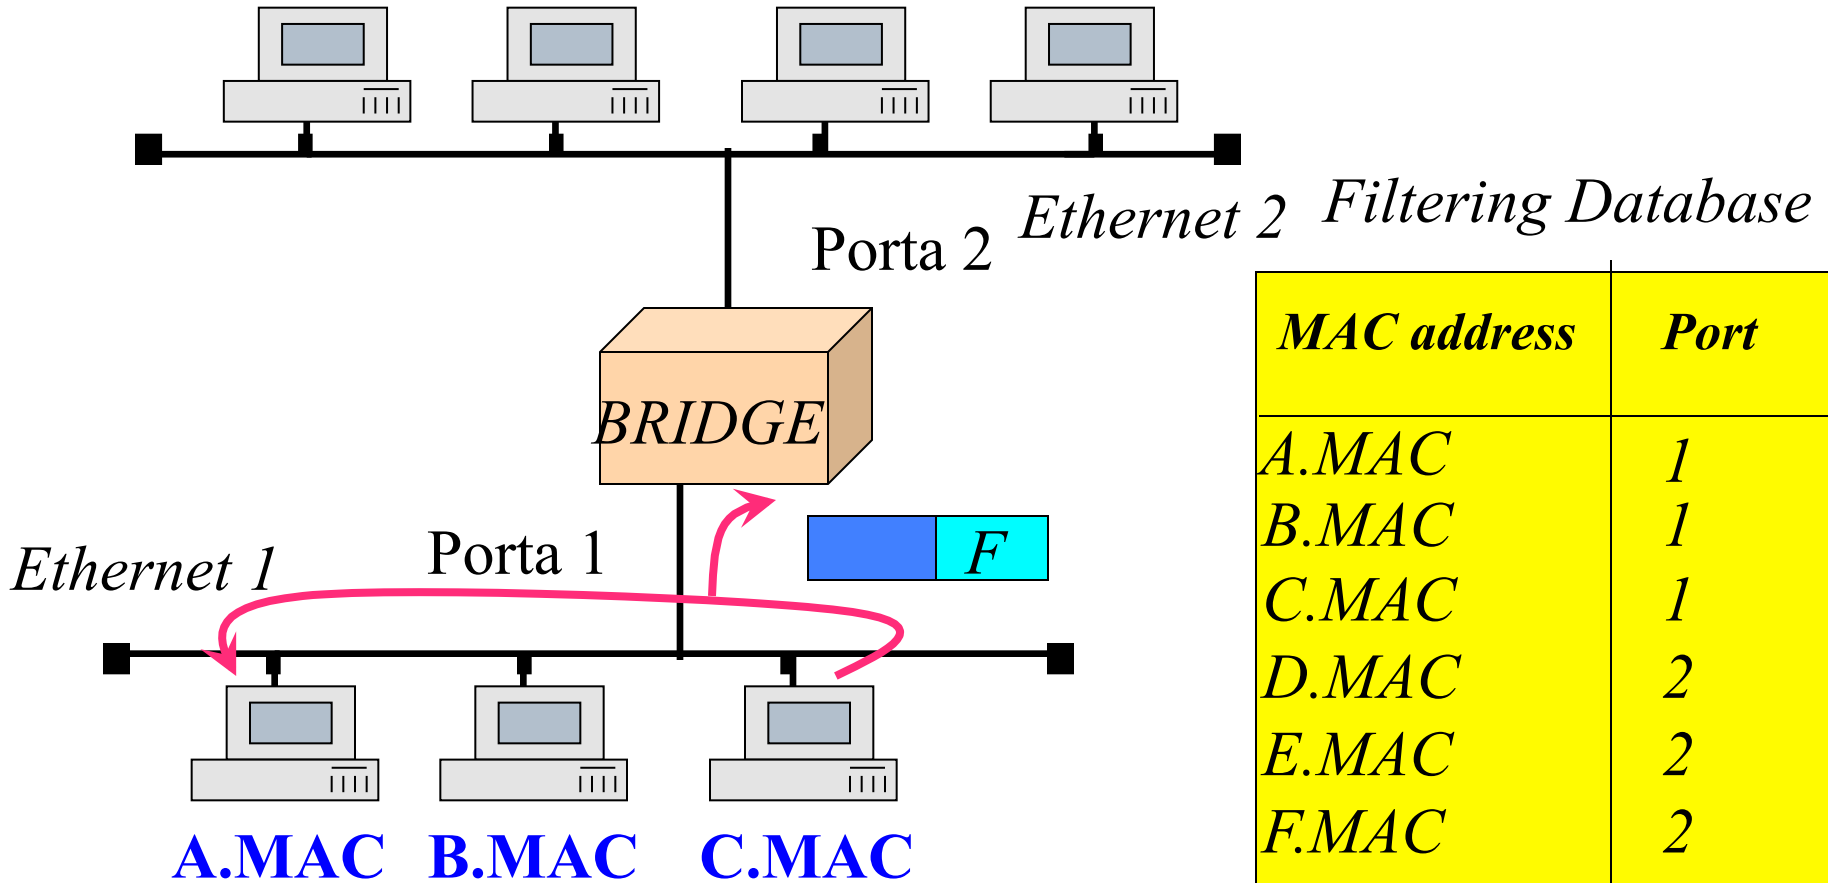 Ethernet 2
Filtering Database
Porta 2
MAC address Port
BRIDGE
A.MAC 1
B.MAC 1
C.MAC 1
D.MAC 2
E.MAC 2
F.MAC 2
Ethernet 1
Porta 1
F
A.MAC B.MAC C.MAC